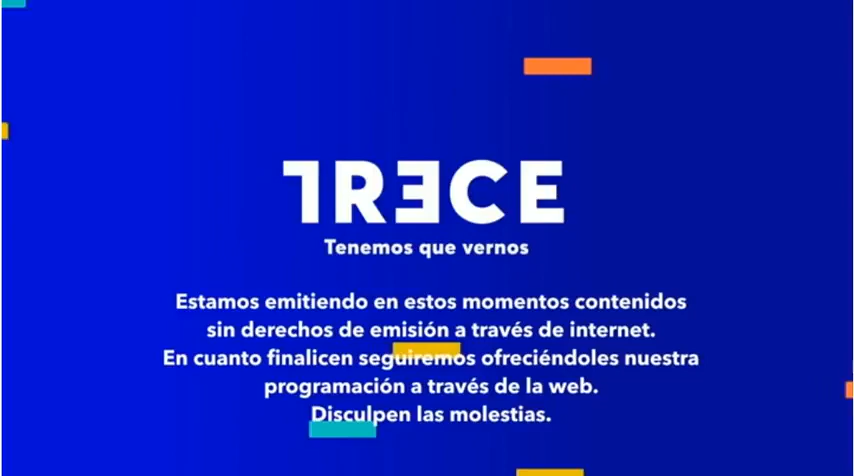 TRECE
Tenemos que vernos
Estamos emitiendo en estos momentos contenidos
sin derechos de emisión a través de internet.
En cuanto finalicen seguiremos ofreciéndoles nuestra
programación a través de la web.
Disculpen las molestias.